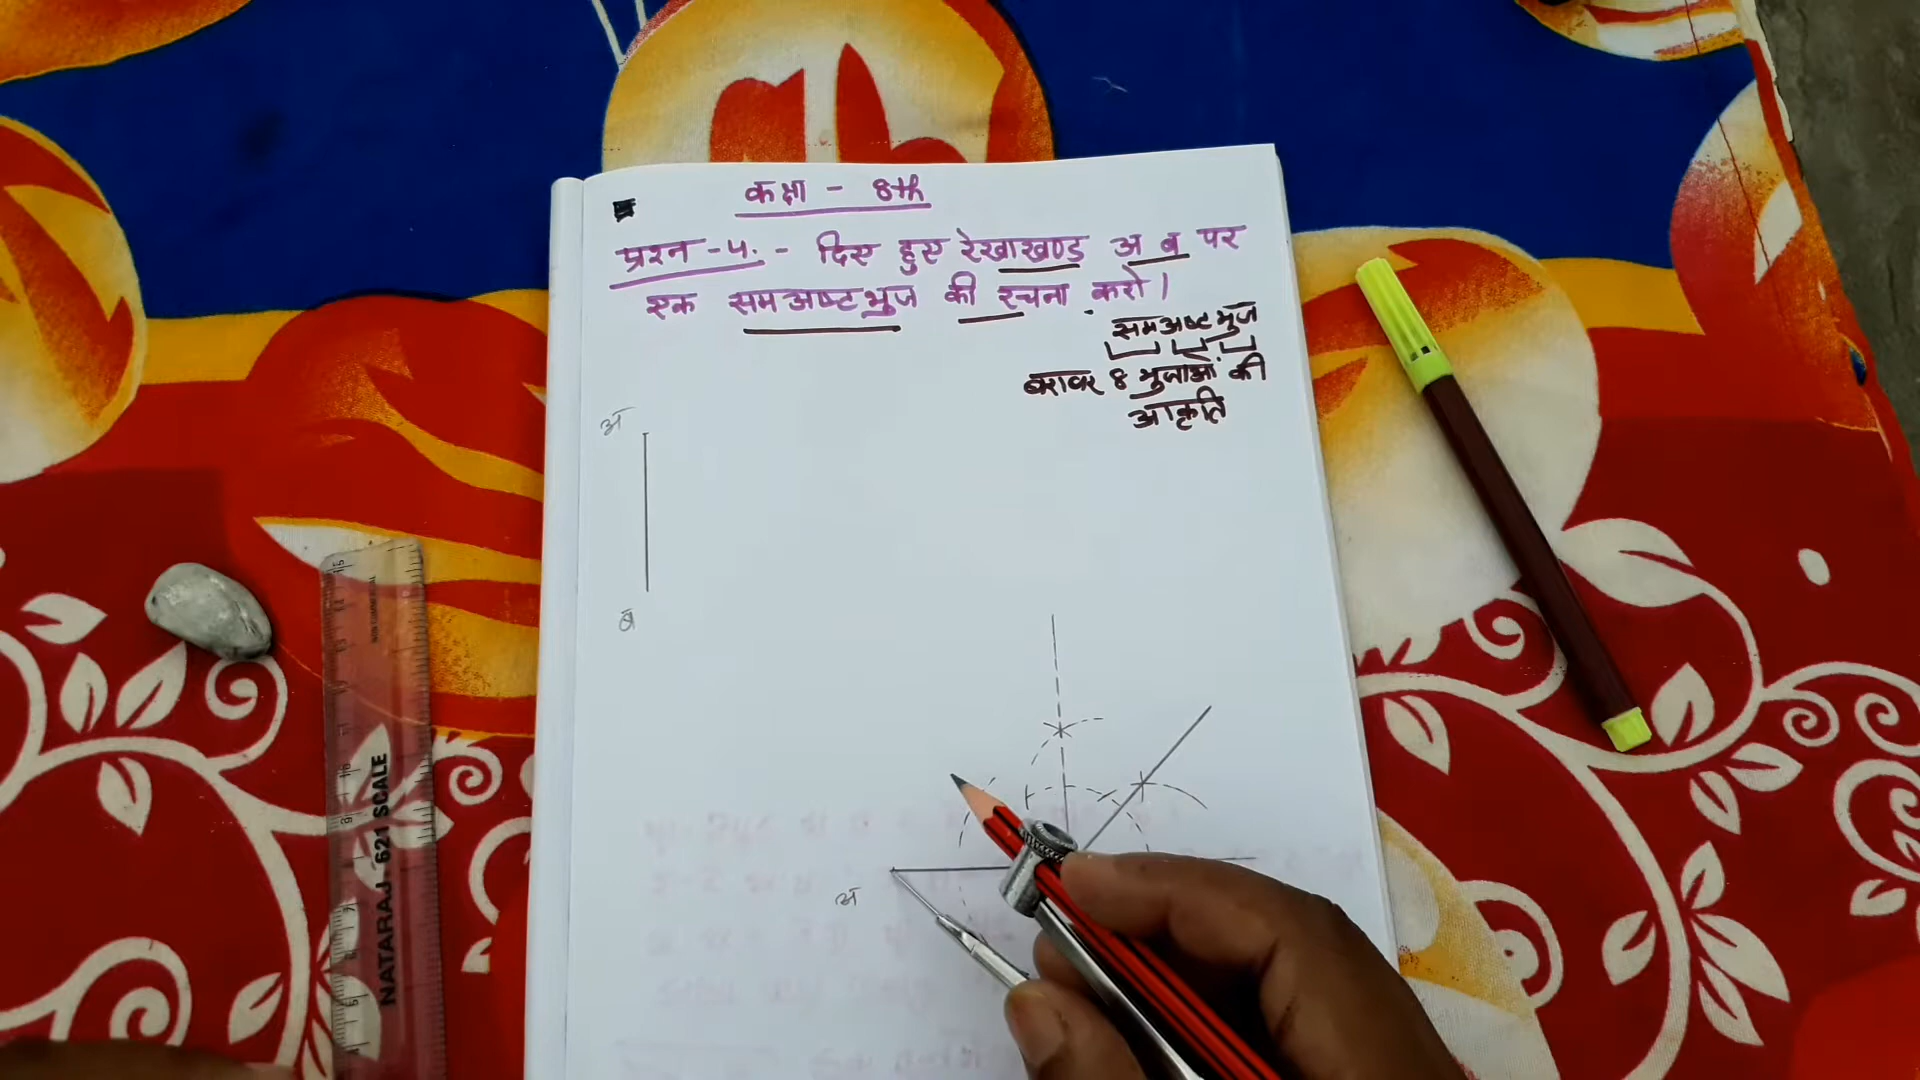 कक्षा - 8th
प्रश्न-५. - दिए हुए रेखाखण्ड अ ब पर
एक समअष्टभुज की रचना करो।
समअष्टभुज
बराबर 8 भुजाओं की
आकृति
अ
ब
अ
NATARAJ 621 SCALE